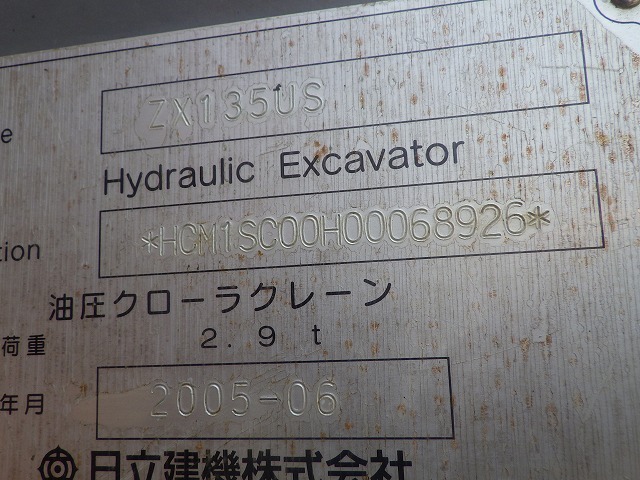 ZX135US
Hydraulic Excavator
*HCM1SC00H00068926*
油圧クローラクレーン
荷重 2.9 t
年月 2005-06
日立建機株式会社